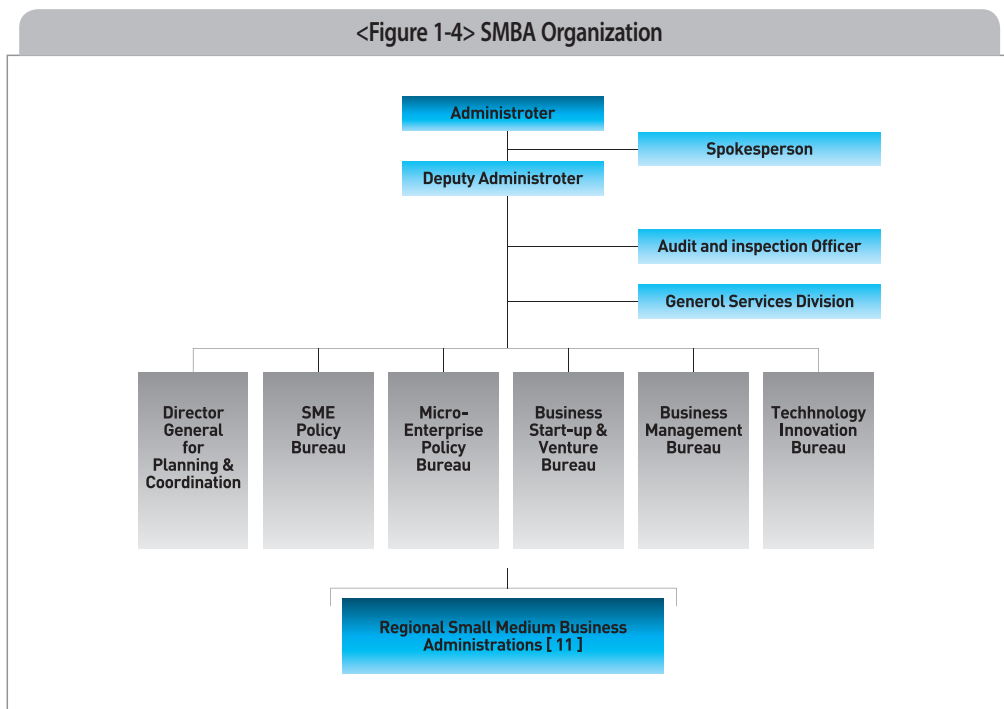 <Figure 1-4> SMBA Organization
Administroter
Spokesperson
Deputy Administroter
Audit and inspection Officer
Generol Services Division
Director
General
for
Planning &
Coordination
SME
Policy
Bureau
Micro-
Enterprise
Policy
Bureau
Business
Start-up &
Venture
Bureau
Business
Management
Bureau
Techhnology
Innovation
Bureau
Regional Small Medium Business
Administrations [ 11 ]